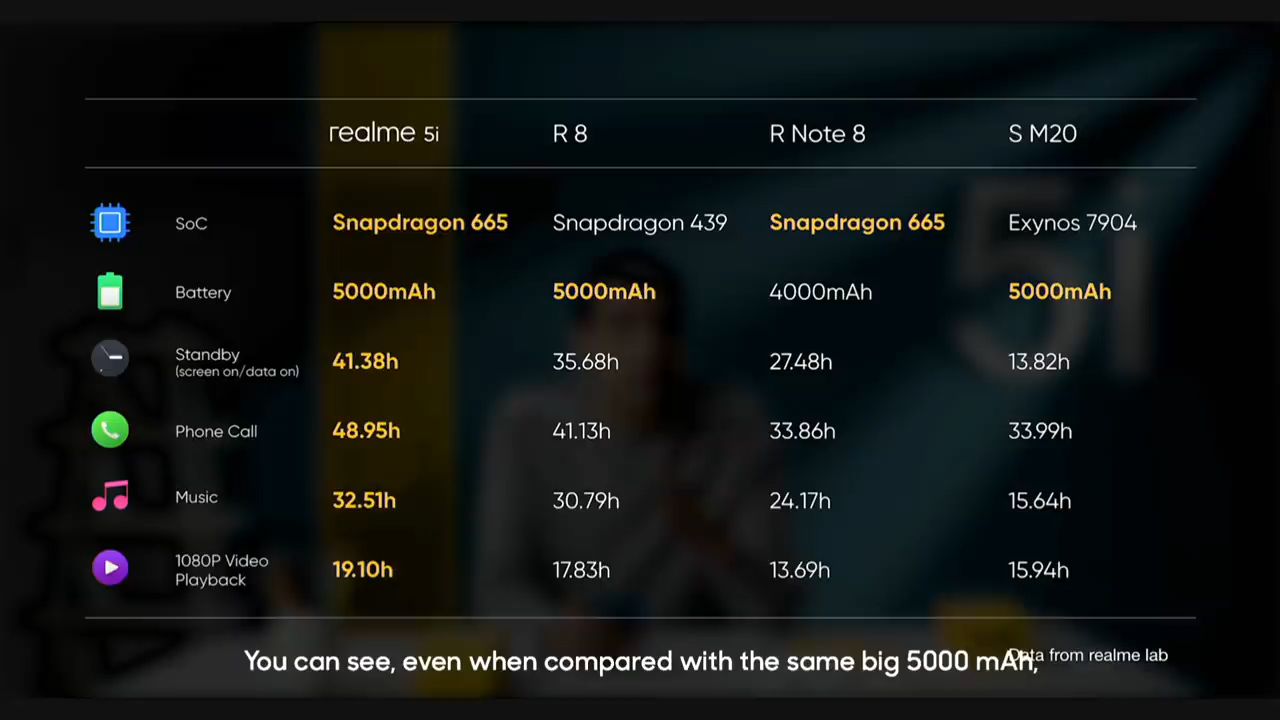 realme 5i R 8 R Note 8 S M20
SoC Snapdragon 665 Snapdragon 439 Snapdragon 665 Exynos 7904
Battery 5000mAh 5000mAh 4000mAh 5000mAh
Standby
(screen on/data on) 41.38h 35.68h 27.48h 13.82h
Phone Call 48.95h 41.13h 33.86h 33.99h
Music 32.51h 30.79h 24.17h 15.64h
1080P Video
Playback 19.10h 17.83h 13.69h 15.94h
5i
Data from realme lab
You can see, even when compared with the same big 5000 mAh,